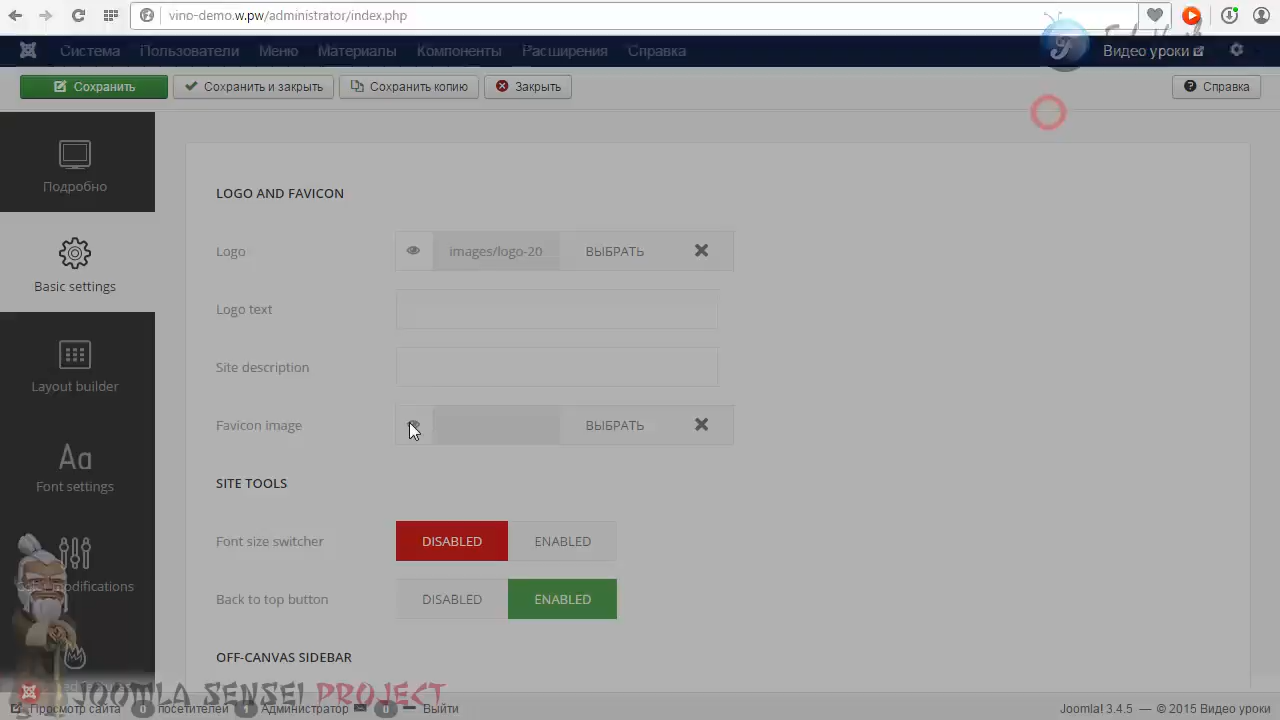 vino-demo.w.pw/administrator/index.php
Система Пользователи Меню Материалы Компоненты Расширения Справка Видео уроки
Сохранить Сохранить и закрыть Сохранить копию Закрыть Справка
Подробно
Basic settings
Layout builder
Aa
Font settings
modifications
LOGO AND FAVICON
Logo images/logo-20 ВЫБРАТЬ
Logo text
Site description
Favicon image ВЫБРАТЬ
SITE TOOLS
Font size switcher DISABLED ENABLED
Back to top button DISABLED ENABLED
OFF-CANVAS SIDEBAR
JOOMLA SENSEI PROJECT
Просмотр сайта 0 посетителей Администратор 0 Выйти Joomla! 3.4.5 — © 2015 Видео уроки